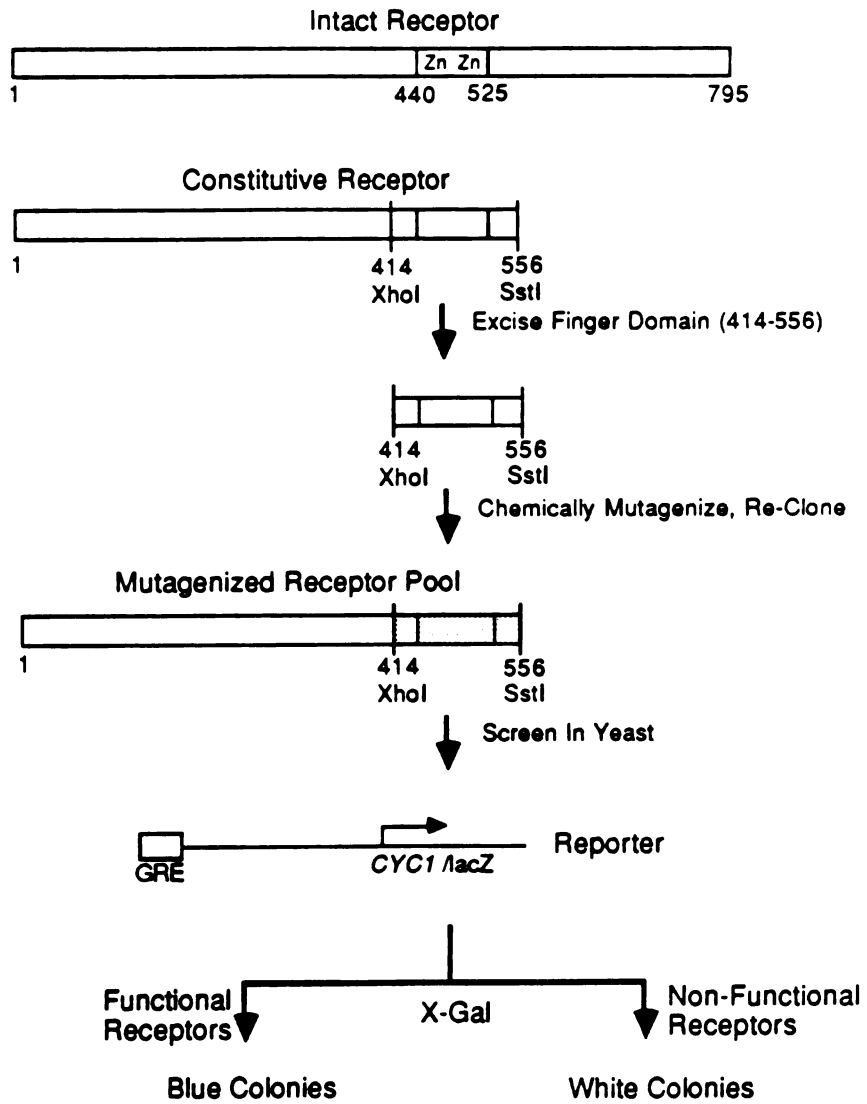 Intact Receptor
Zn Zn
1 440 525 795
Constitutive Receptor
1 414 556
XhoI SstI
Excise Finger Domain (414-556)
414 556
XhoI SstI
Chemically Mutagenize, Re-Clone
Mutagenized Receptor Pool
1 414 556
XhoI SstI
Screen In Yeast
GRE CYC1/lacZ Reporter
Functional Receptors
X-Gal
Non-Functional Receptors
Blue Colonies White Colonies